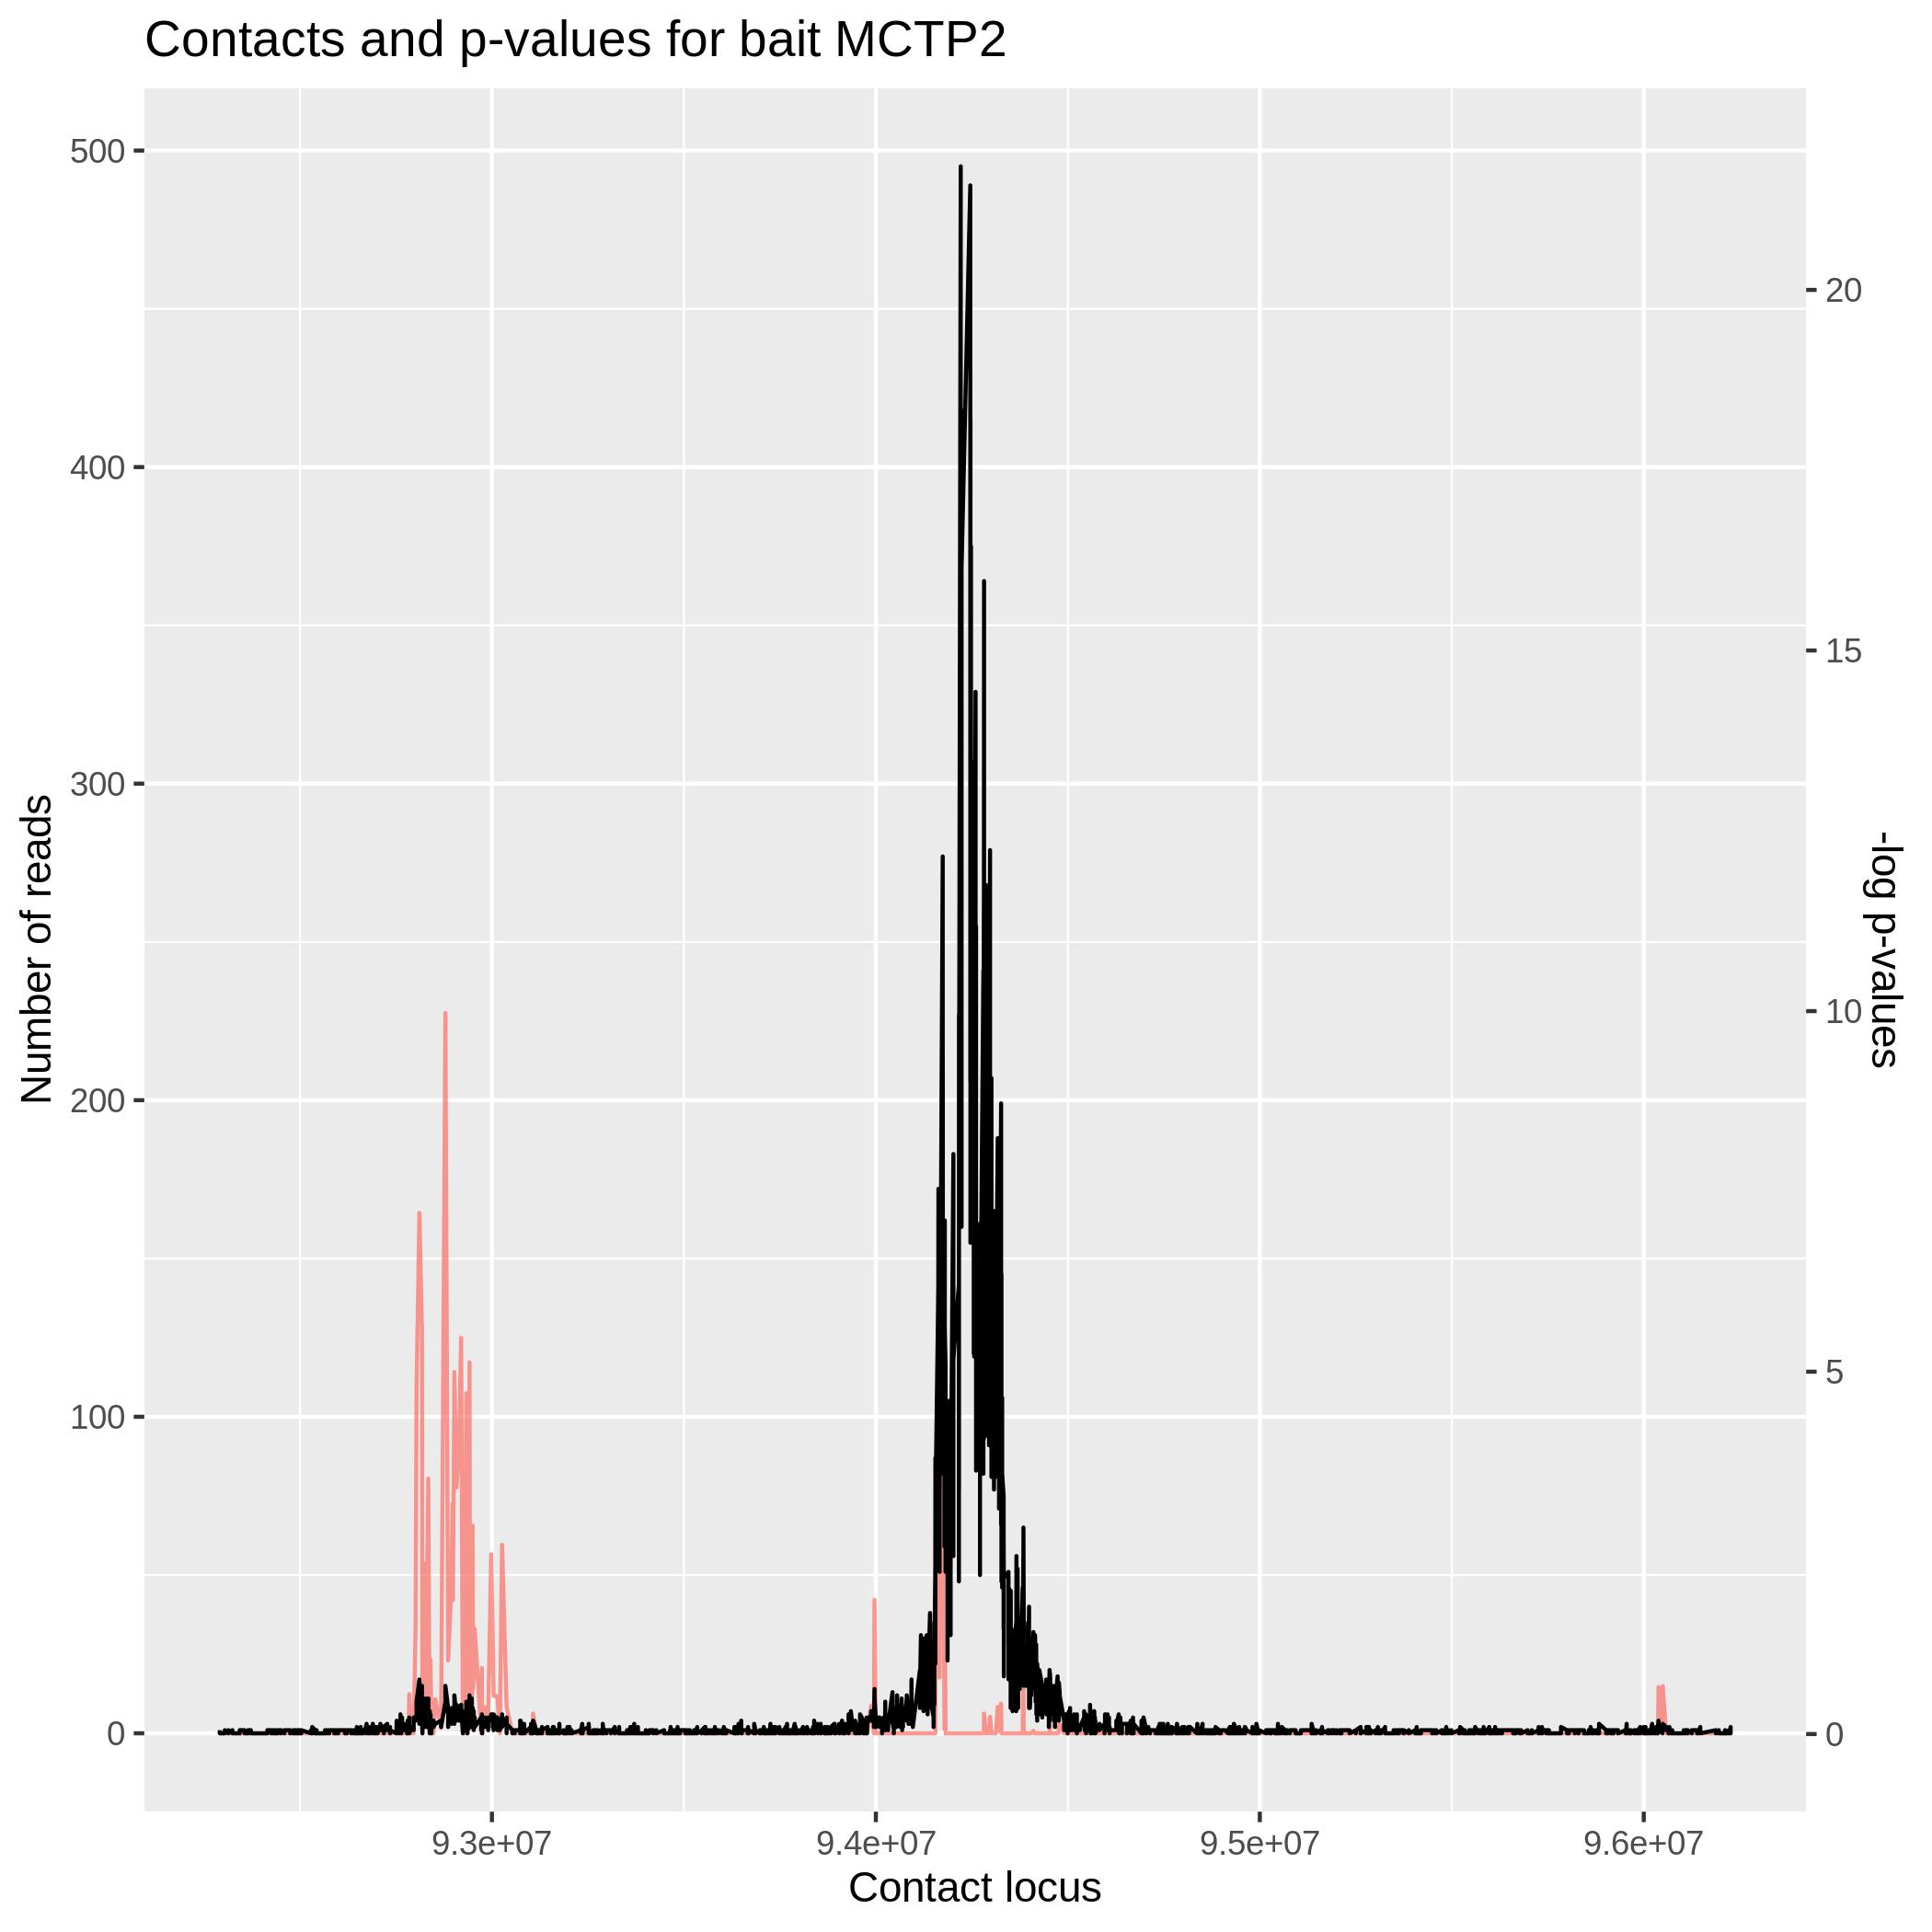 Contacts and p-values for bait MCTP2
500
400
300
200
100
0
Number of reads
20
15
10
5
0
-log p-values
9.3e+07
9.4e+07
9.5e+07
9.6e+07
Contact locus